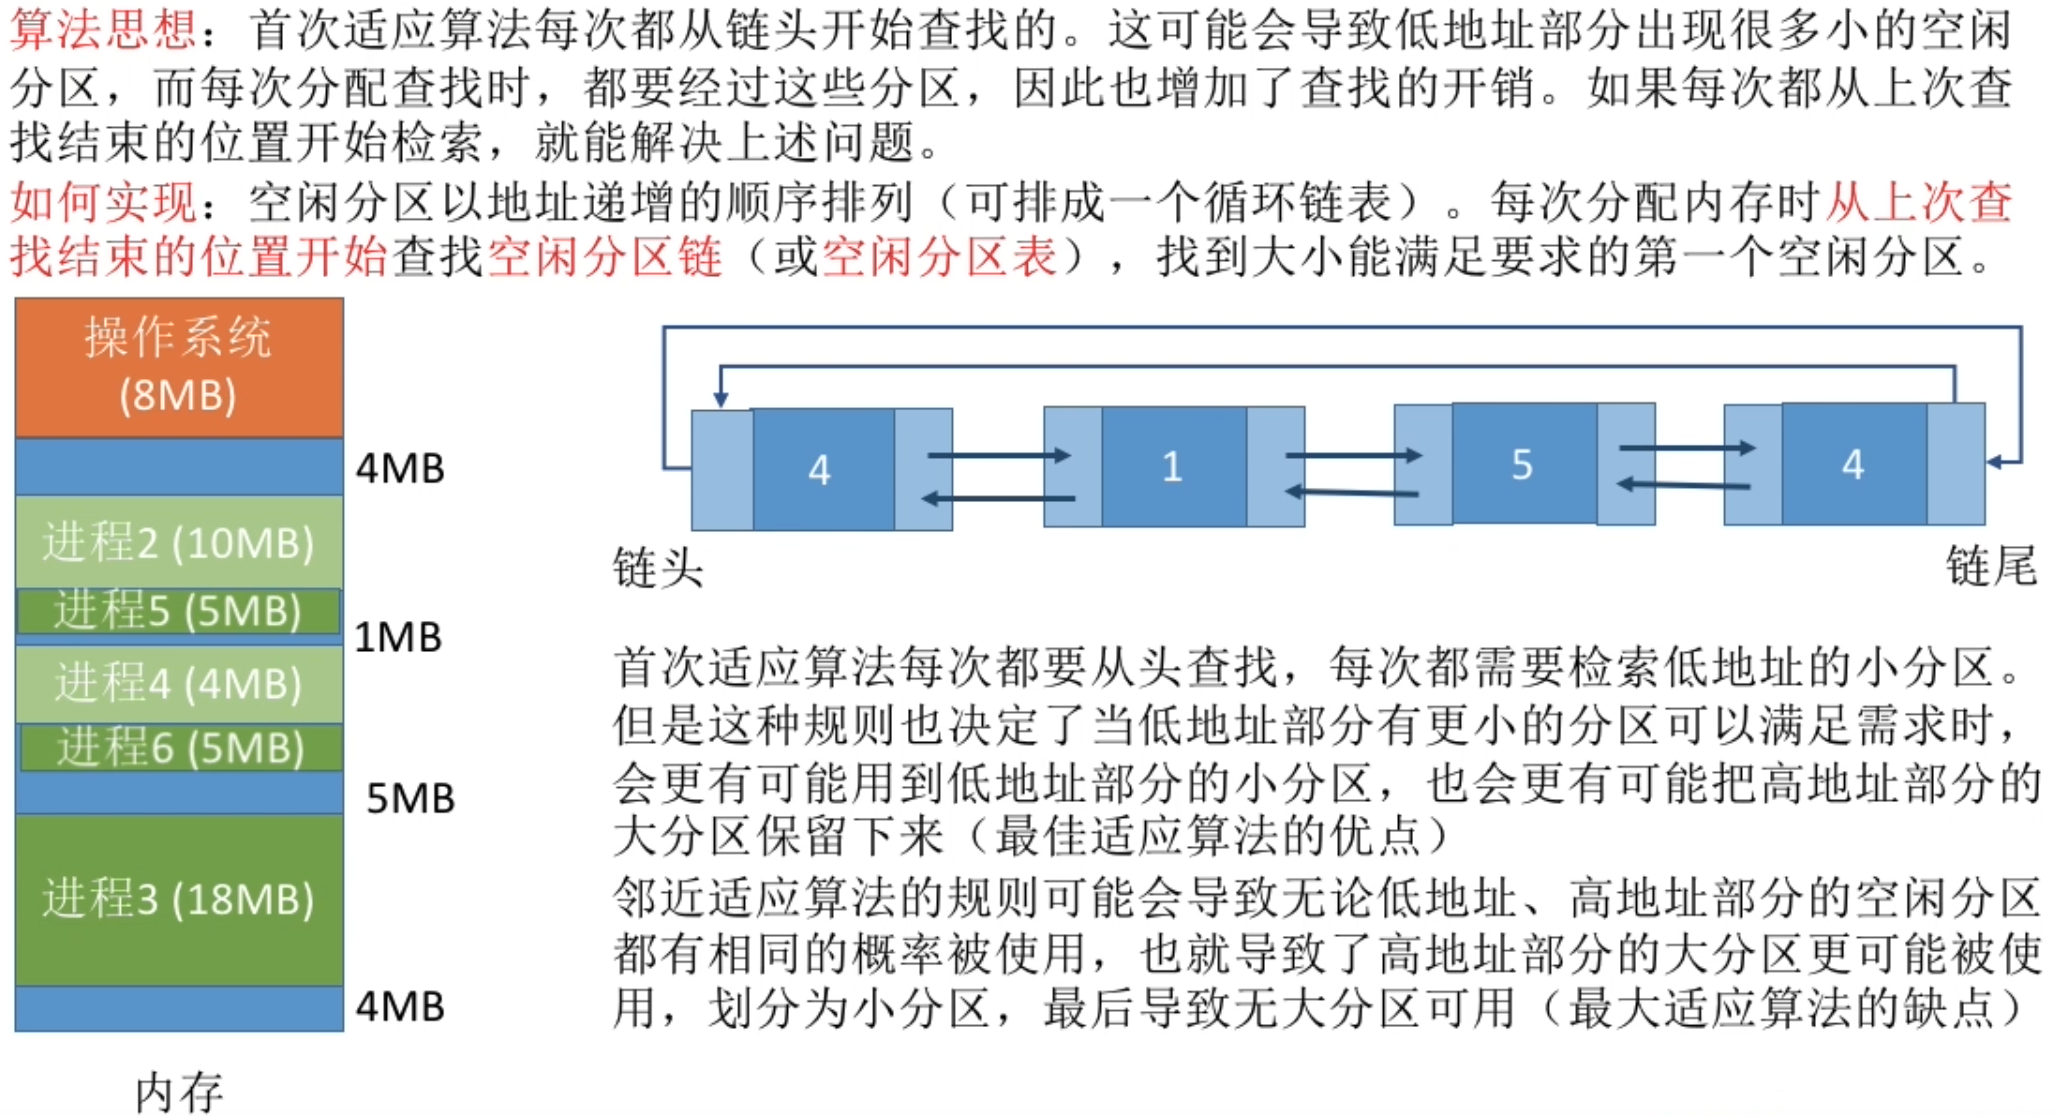 算法思想：首次适应算法每次都从链头开始查找的。这可能会导致低地址部分出现很多小的空闲
分区，而每次分配查找时，都要经过这些分区，因此也增加了查找的开销。如果每次都从上次查
找结束的位置开始检索，就能解决上述问题。
如何实现：空闲分区以地址递增的顺序排列（可排成一个循环链表）。每次分配内存时从上次查
找结束的位置开始查找空闲分区链（或空闲分区表），找到大小能满足要求的第一个空闲分区。
操作系统
(8MB)
4MB
进程2 (10MB)
进程5 (5MB)
1MB
进程4 (4MB)
进程6 (5MB)
5MB
进程3 (18MB)
4MB
内存
4
1
5
4
链头
链尾
首次适应算法每次都要从头查找，每次都需要检索低地址的小分区。
但是这种规则也决定了当低地址部分有更小的分区可以满足需求时，
会更有可能用到低地址部分的小分区，也会更有可能把高地址部分的
大分区保留下来（最佳适应算法的优点）
邻近适应算法的规则可能会导致无论低地址、高地址部分的空闲分区
都有相同的概率被使用，也就导致了高地址部分的大分区更可能被使
用，划分为小分区，最后导致无大分区可用（最大适应算法的缺点）